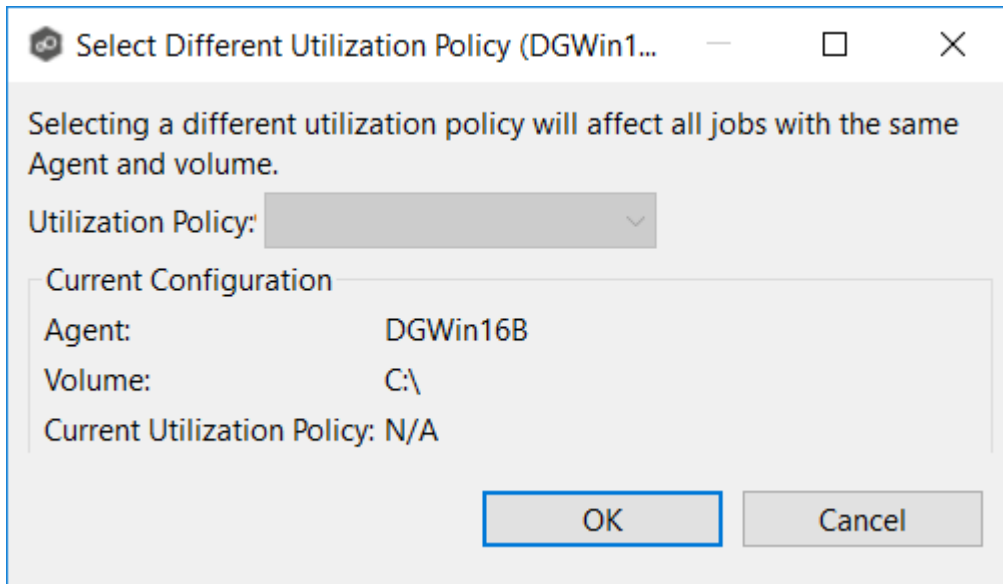 Select Different Utilization Policy (DGWin1...
Selecting a different utilization policy will affect all jobs with the same
Agent and volume.
Utilization Policy:
Current Configuration
Agent: DGWin16B
Volume: C:\
Current Utilization Policy: N/A
OK Cancel